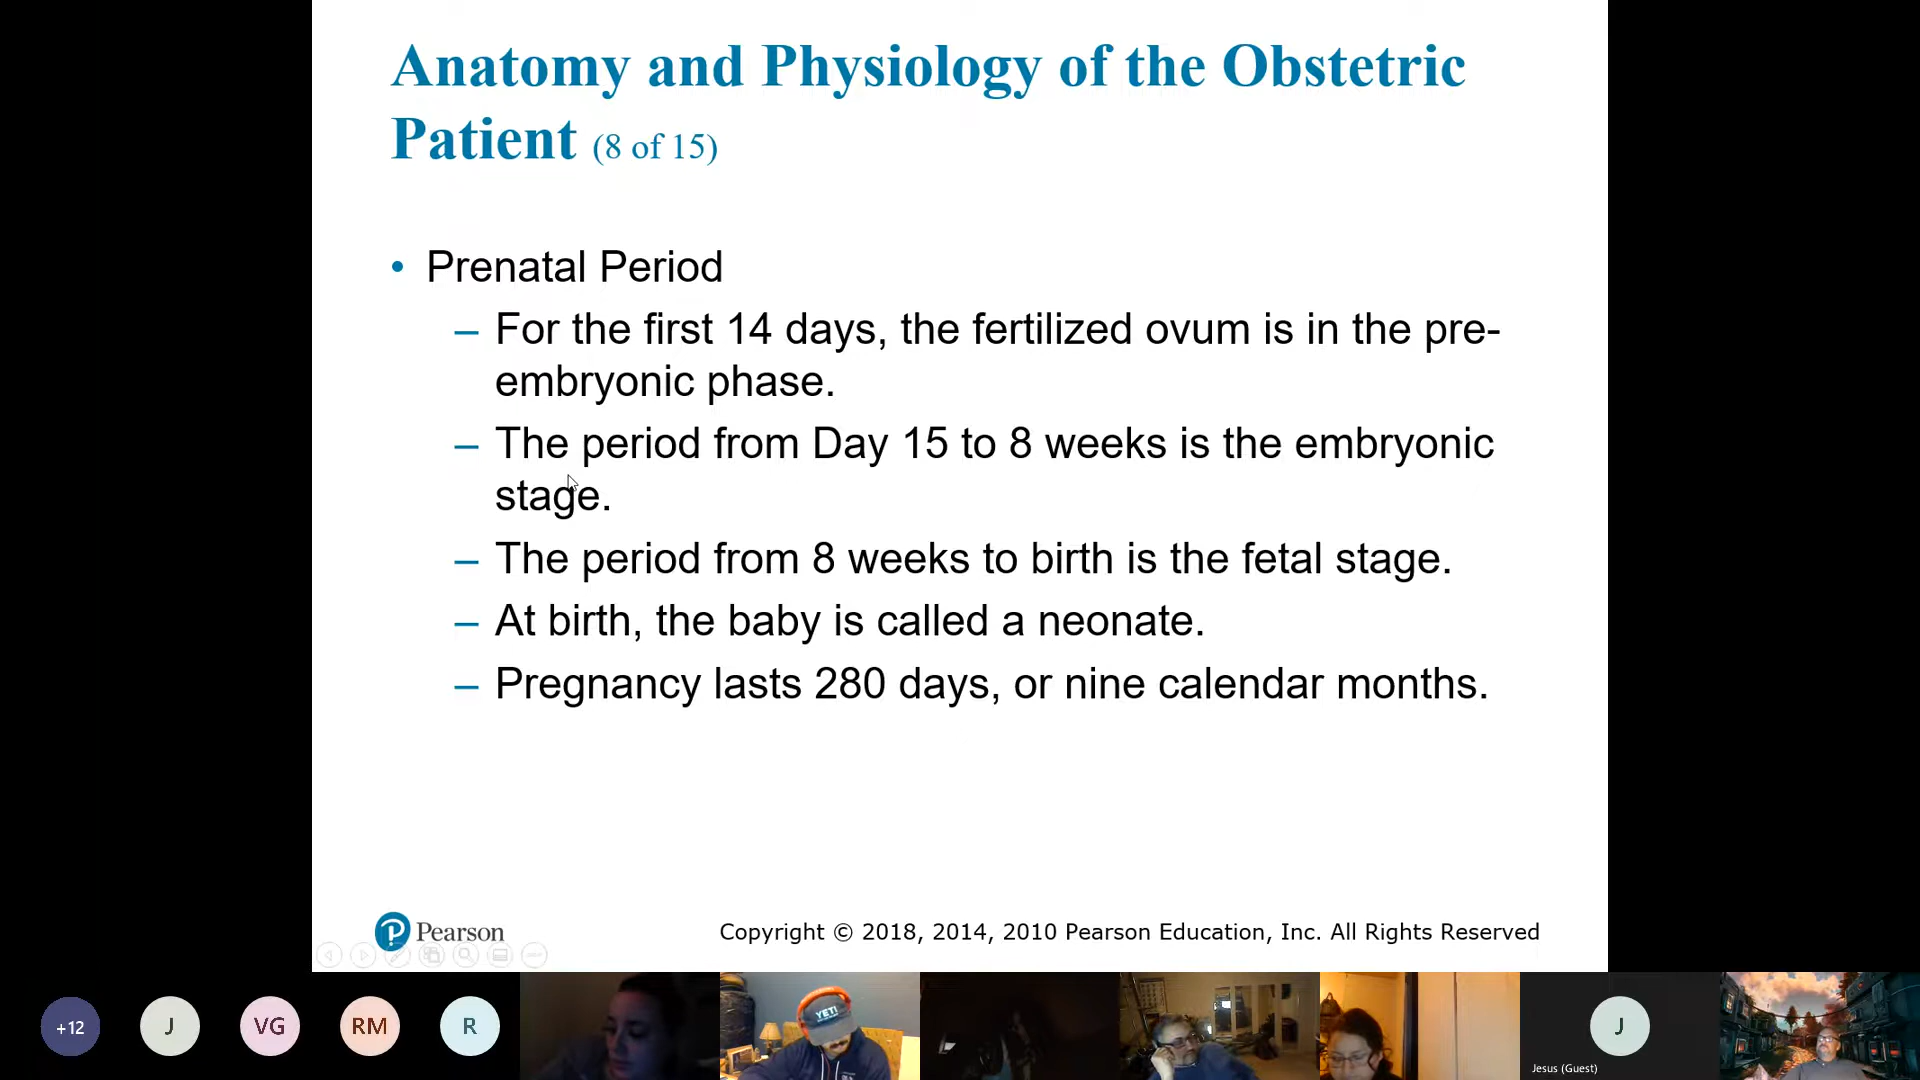 Anatomy and Physiology of the Obstetric
Patient (8 of 15)
• Prenatal Period
– For the first 14 days, the fertilized ovum is in the pre-
embryonic phase.
– The period from Day 15 to 8 weeks is the embryonic
stage.
– The period from 8 weeks to birth is the fetal stage.
– At birth, the baby is called a neonate.
– Pregnancy lasts 280 days, or nine calendar months.
P Pearson
Copyright © 2018, 2014, 2010 Pearson Education, Inc. All Rights Reserved
+12 J VG RM R YETI J
Jesus (Guest)